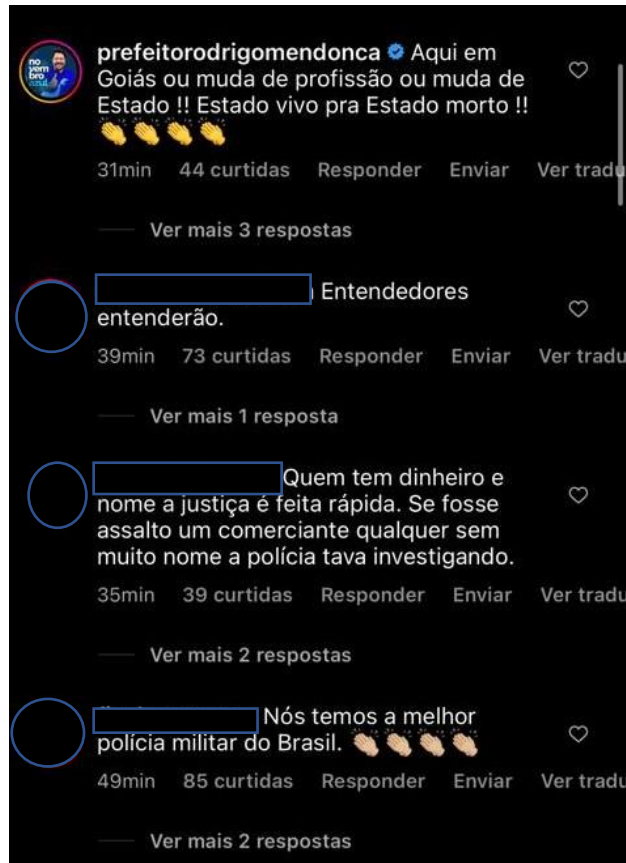 no
vem
bro
azul
prefeitorodrigomendonca Aqui em
Goiás ou muda de profissão ou muda de
Estado !! Estado vivo pra Estado morto !!
👏👏👏👏
31min 44 curtidas Responder Enviar Ver tradu
Ver mais 3 respostas
Entendedores
entenderão.
39min 73 curtidas Responder Enviar Ver tradu
Ver mais 1 resposta
Quem tem dinheiro e
nome a justiça é feita rápida. Se fosse
assalto um comerciante qualquer sem
muito nome a polícia tava investigando.
35min 39 curtidas Responder Enviar Ver tradu
Ver mais 2 respostas
Nós temos a melhor
polícia militar do Brasil. 👏🏼👏🏼👏🏼👏🏼
49min 85 curtidas Responder Enviar Ver tradu
Ver mais 2 respostas